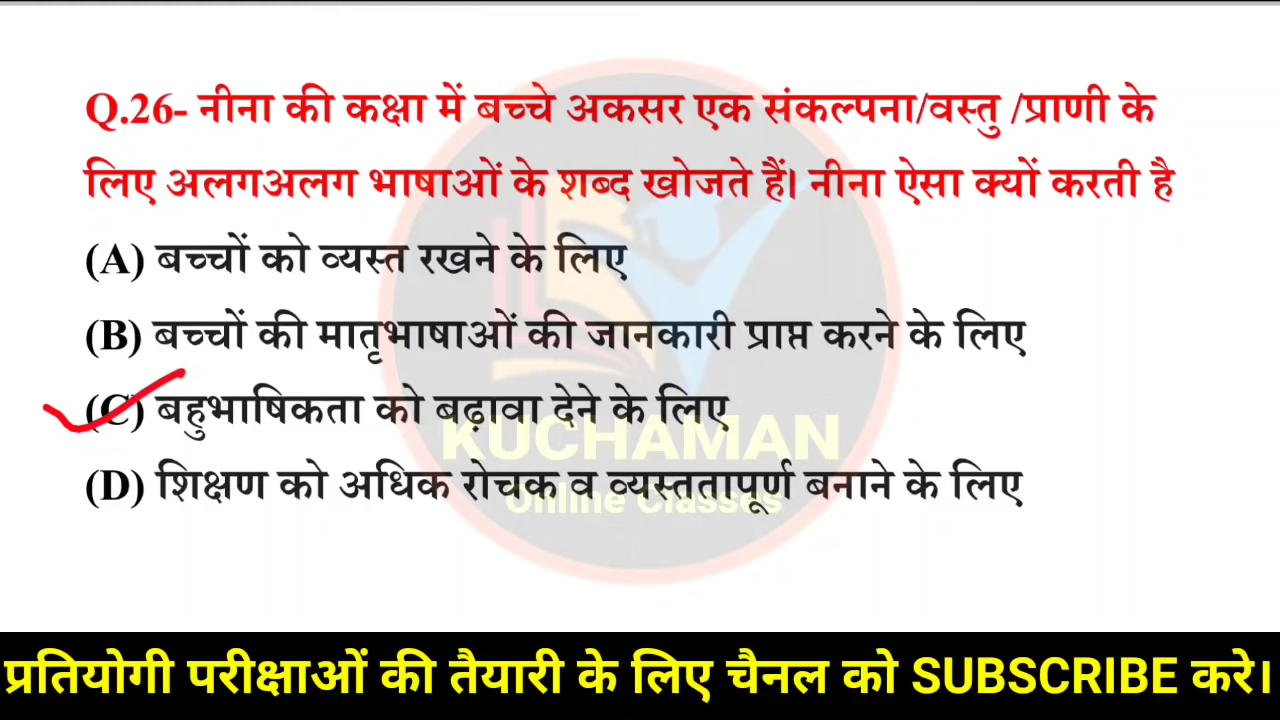 Q.26- नीना की कक्षा में बच्चे अकसर एक संकल्पना/वस्तु /प्राणी के
लिए अलगअलग भाषाओं के शब्द खोजते हैं। नीना ऐसा क्यों करती है
(A) बच्चों को व्यस्त रखने के लिए
(B) बच्चों की मातृभाषाओं की जानकारी प्राप्त करने के लिए
(C) बहुभाषिकता को बढ़ावा देने के लिए
KUCHAMAN
(D) शिक्षण को अधिक रोचक व व्यस्ततापूर्ण बनाने के लिए
Online Classes
प्रतियोगी परीक्षाओं की तैयारी के लिए चैनल को SUBSCRIBE करे।